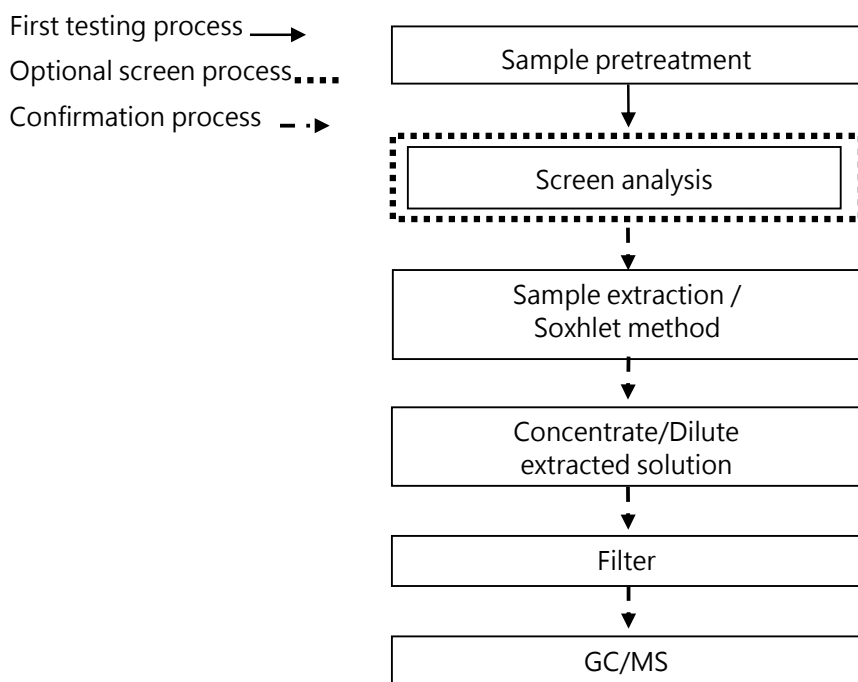 First testing process
Optional screen process
Confirmation process
Sample pretreatment
Screen analysis
Sample extraction /
Soxhlet method
Concentrate/Dilute
extracted solution
Filter
GC/MS